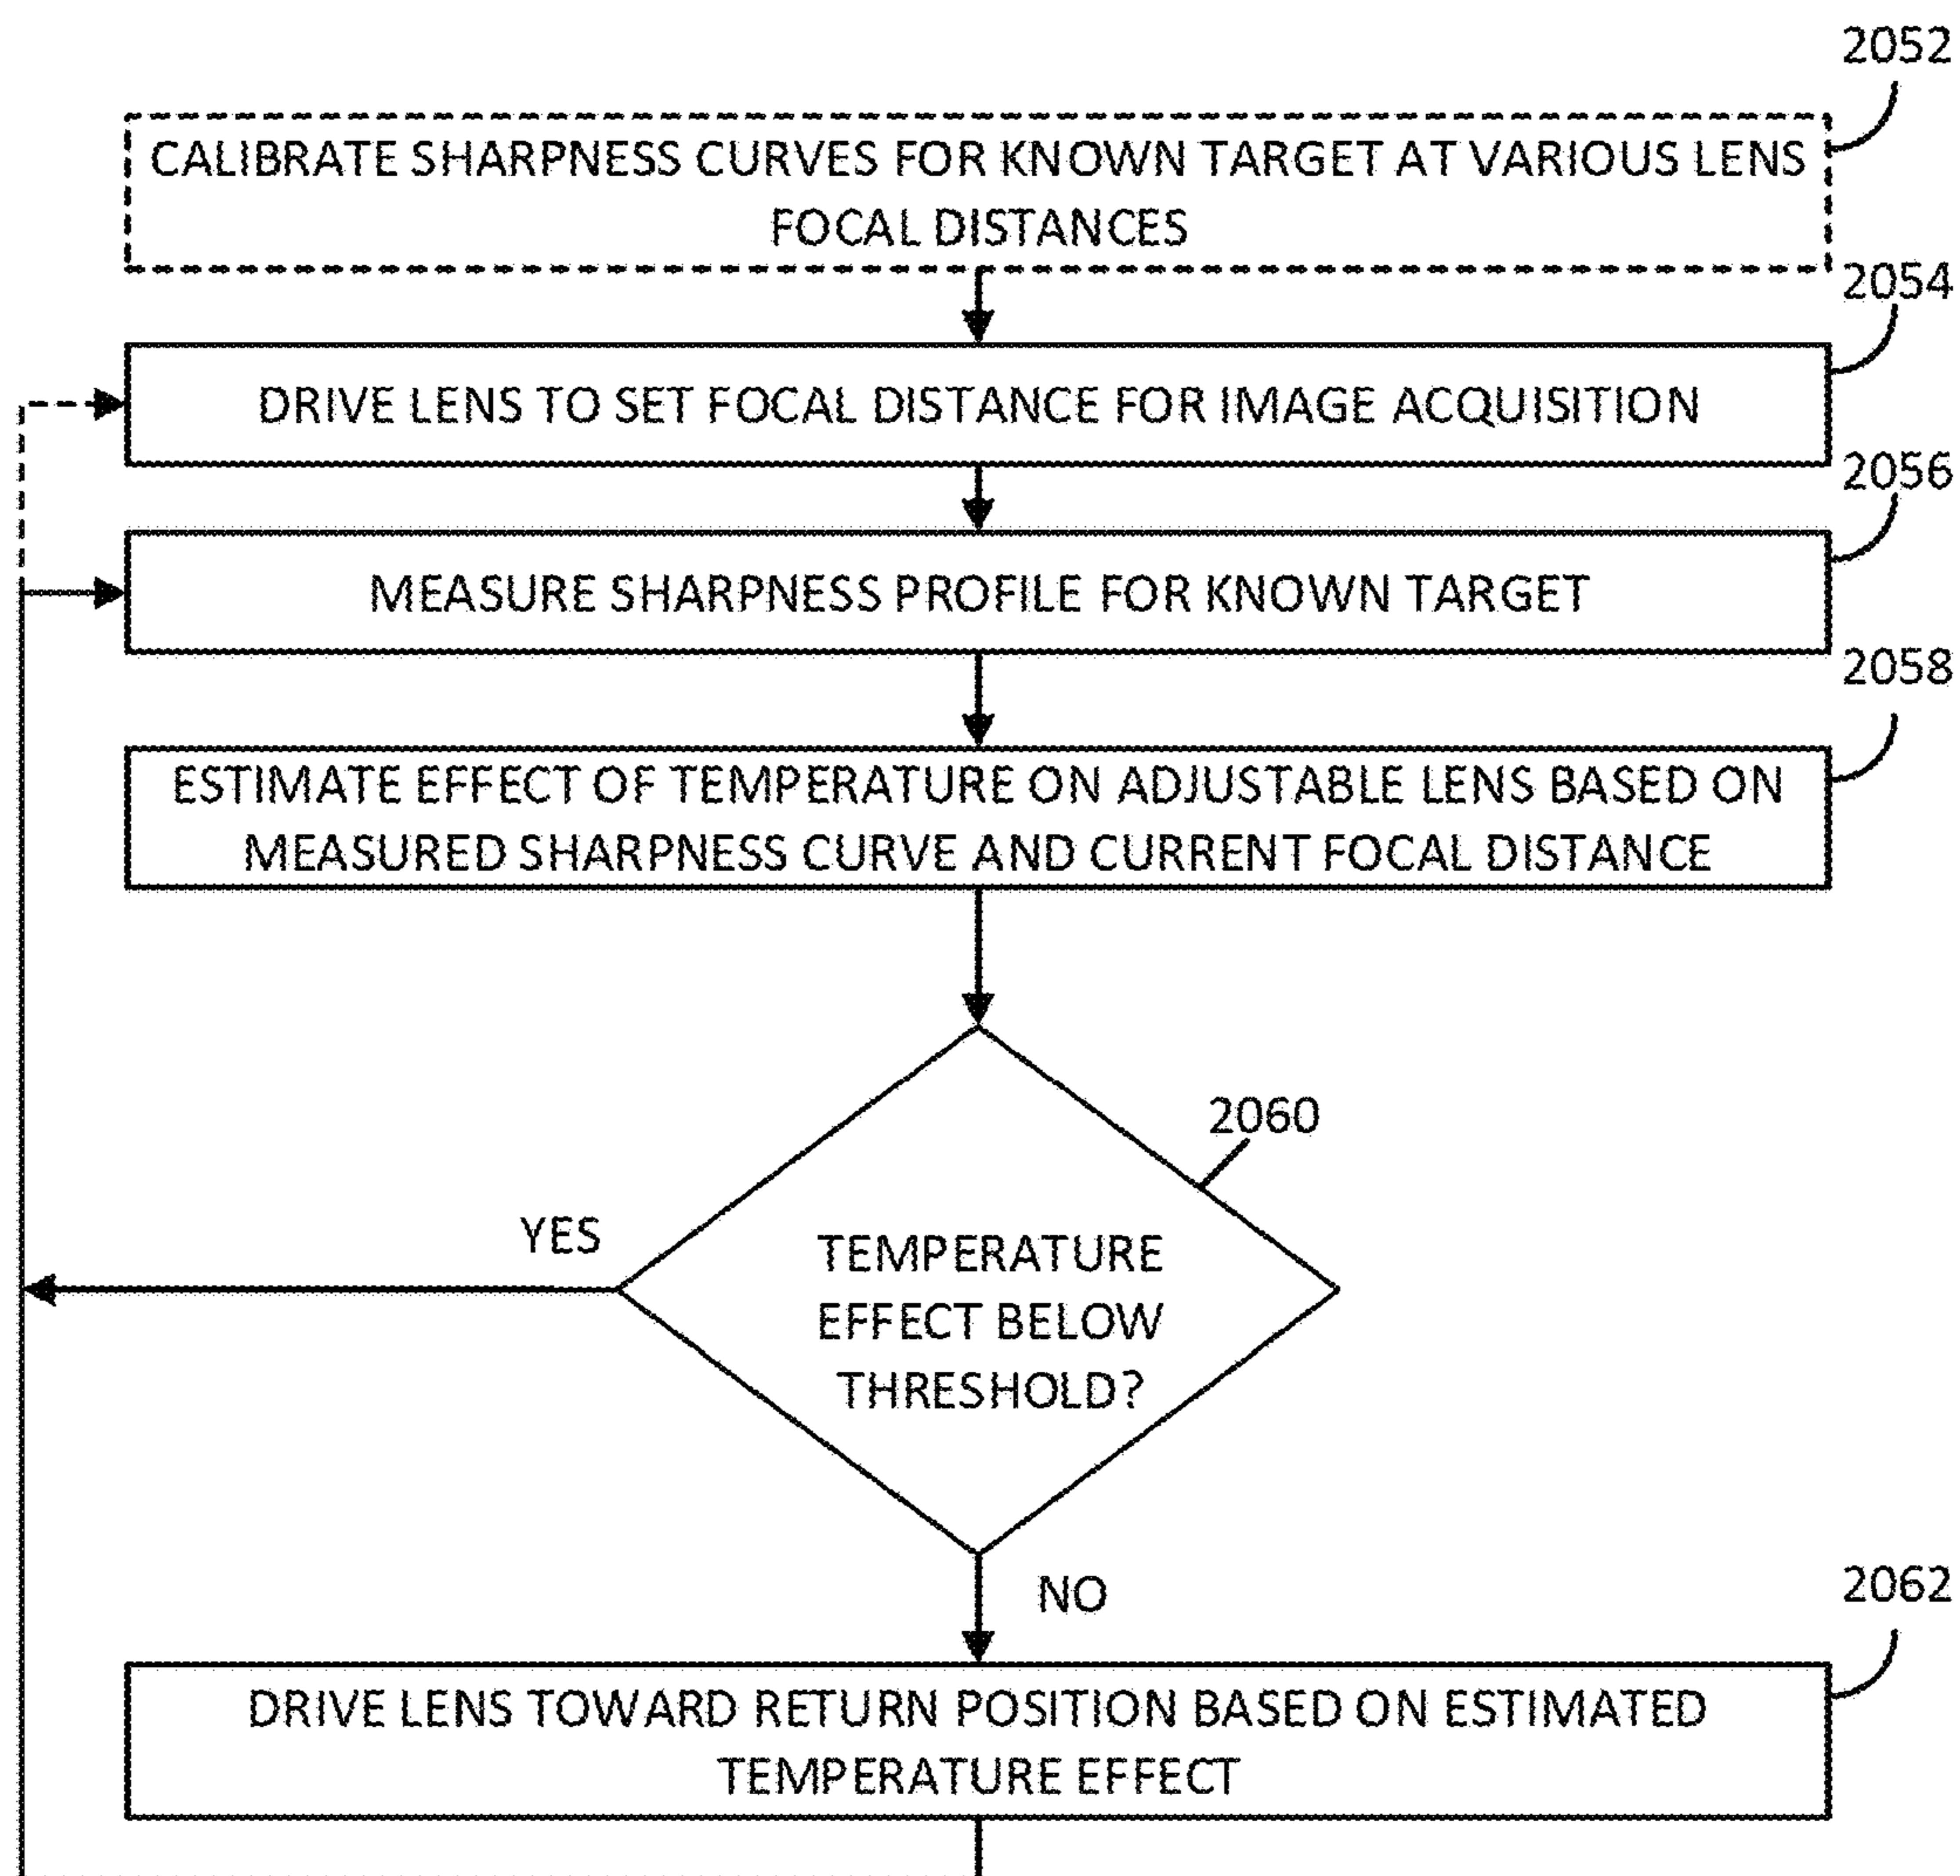 2052
CALIBRATE SHARPNESS CURVES FOR KNOWN TARGET AT VARIOUS LENS
FOCAL DISTANCES
2054
DRIVE LENS TO SET FOCAL DISTANCE FOR IMAGE ACQUISITION
2056
MEASURE SHARPNESS PROFILE FOR KNOWN TARGET
2058
ESTIMATE EFFECT OF TEMPERATURE ON ADJUSTABLE LENS BASED ON
MEASURED SHARPNESS CURVE AND CURRENT FOCAL DISTANCE
2060
YES
TEMPERATURE
EFFECT BELOW
THRESHOLD?
NO
2062
DRIVE LENS TOWARD RETURN POSITION BASED ON ESTIMATED
TEMPERATURE EFFECT